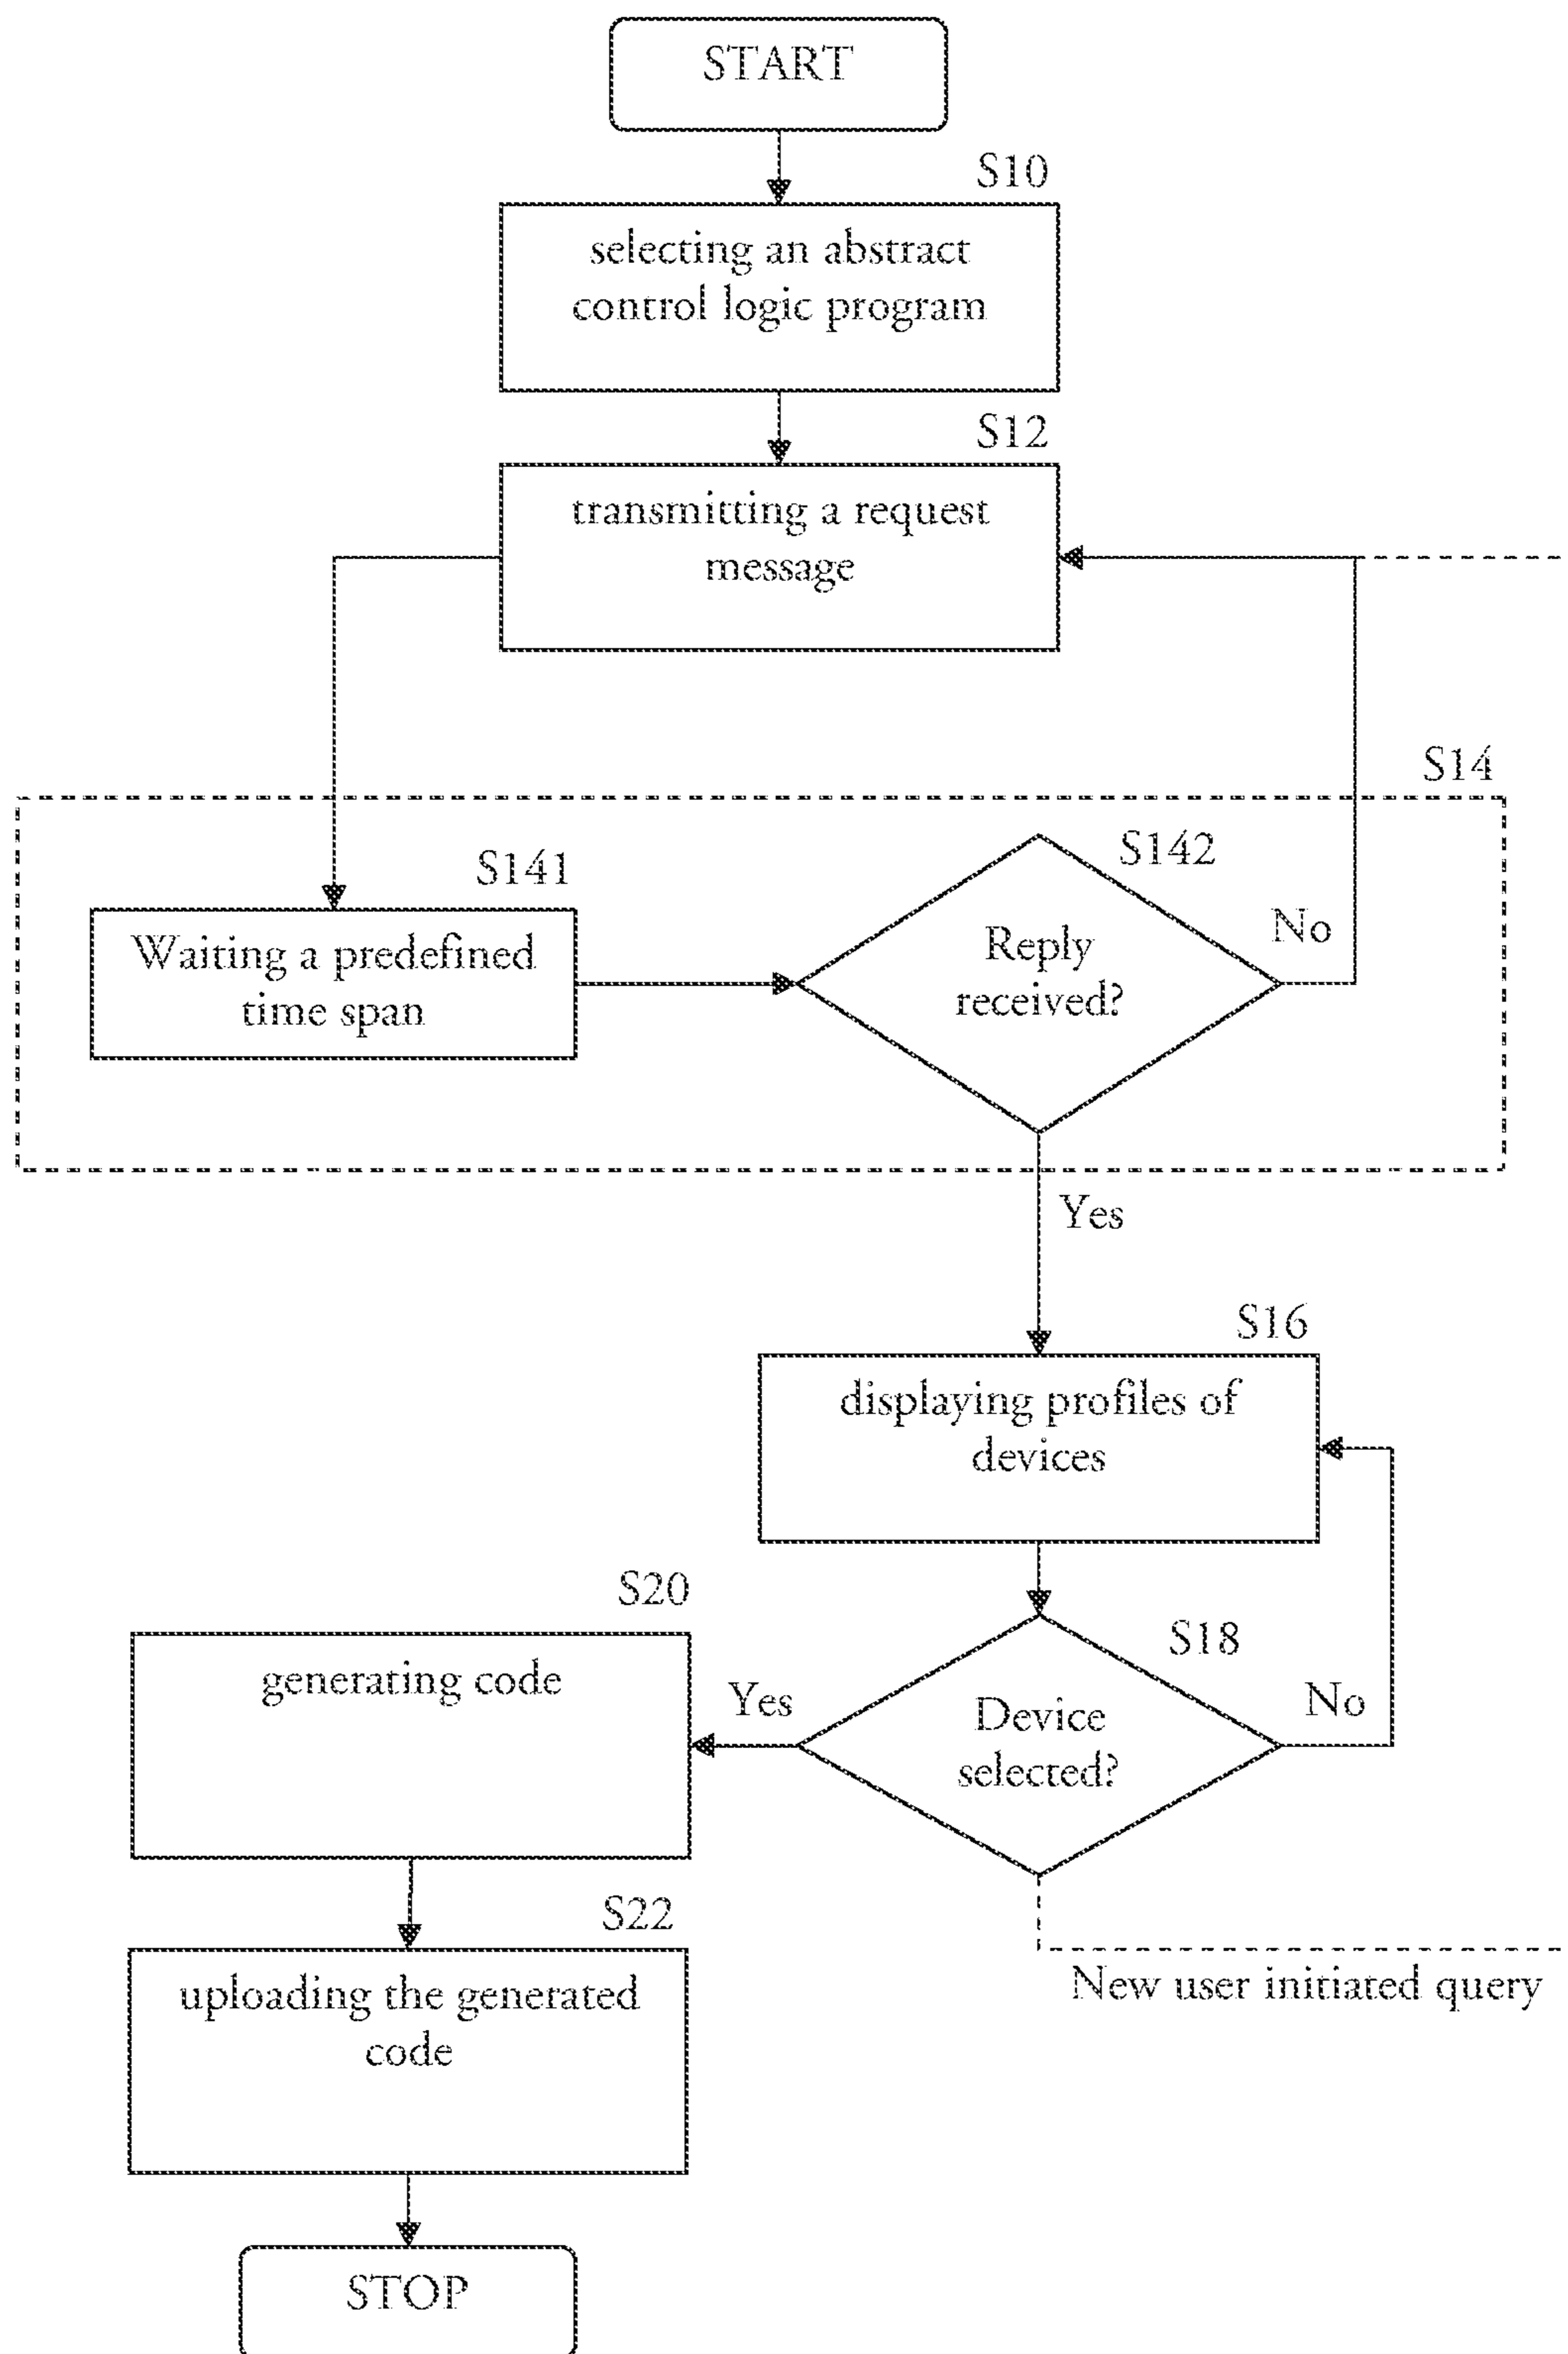 START
S10
selecting an abstract
control logic program
S12
transmitting a request
message
S14
S141
Waiting a predefined
time span
S142
Reply
received?
No
Yes
S16
displaying profiles of
devices
S18
Device
selected?
No
Yes
New user initiated query
S20
generating code
S22
uploading the generated
code
STOP